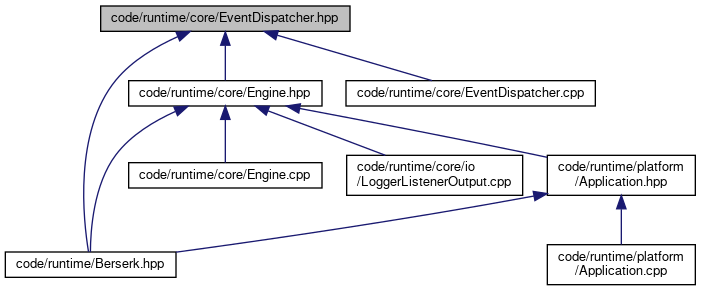 code/runtime/core/EventDispatcher.hpp
code/runtime/core/Engine.hpp
code/runtime/core/EventDispatcher.cpp
code/runtime/core/Engine.cpp
code/runtime/core/io
/LoggerListenerOutput.cpp
code/runtime/platform
/Application.hpp
code/runtime/Berserk.hpp
code/runtime/platform
/Application.cpp